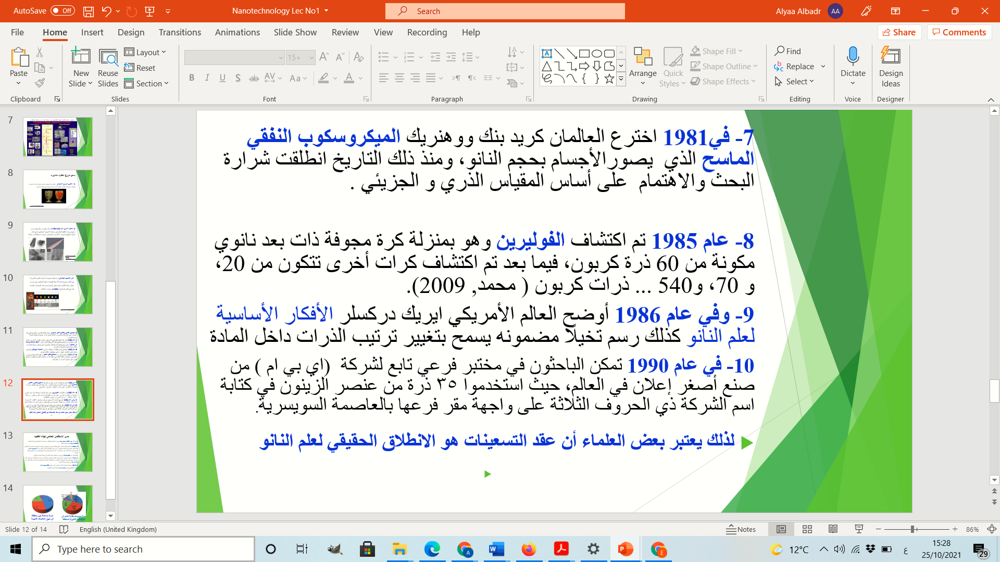 AutoSave Off Nanotechnology Lec No1 Search Alyaa Albadr AA
File Home Insert Design Transitions Animations Slide Show Review View Recording Help Share Comments
Paste New Slide Reuse Slides Layout Reset Section 15+ Arrange Quick Styles Shape Fill Shape Outline Shape Effects Find Replace Select Dictate Design Ideas
Clipboard Slides Font Paragraph Drawing Editing Voice Designer
7
8
9
10
11
12
13
14
7- في1981 اخترع العالمان كريد بنك ووهنريك الميكروسكوب النفقي
الماسح الذي يصورالأجسام بحجم النانو، ومنذ ذلك التاريخ انطلقت شرارة
البحث والاهتمام على أساس المقياس الذري و الجزيئي .
8- عام 1985 تم اكتشاف الفوليرين وهو بمنزلة كرة مجوفة ذات بعد نانوي
مكونة من 60 ذرة كربون، فيما بعد تم اكتشاف كرات أخرى تتكون من 20،
و 70، و540 ... ذرات كربون ( محمد, 2009).
9- وفي عام 1986 أوضح العالم الأمريكي ايريك دركسلر الأفكار الأساسية
لعلم النانو كذلك رسم تخيلًا مضمونه يسمح بتغيير ترتيب الذرات داخل المادة
10- في عام 1990 تمكن الباحثون في مختبر فرعي تابع لشركة (اي بي ام ) من
صنع أصغر إعلان في العالم، حيث استخدموا ٣٥ ذرة من عنصر الزينون في كتابة
اسم الشركة ذي الحروف الثلاثة على واجهة مقر فرعها بالعاصمة السويسرية.
لذلك يعتبر بعض العلماء أن عقد التسعينات هو الانطلاق الحقيقي لعلم النانو
Slide 12 of 14 English (United Kingdom) Notes 86%
Type here to search 12°C ع 15:28
25/10/2021 29